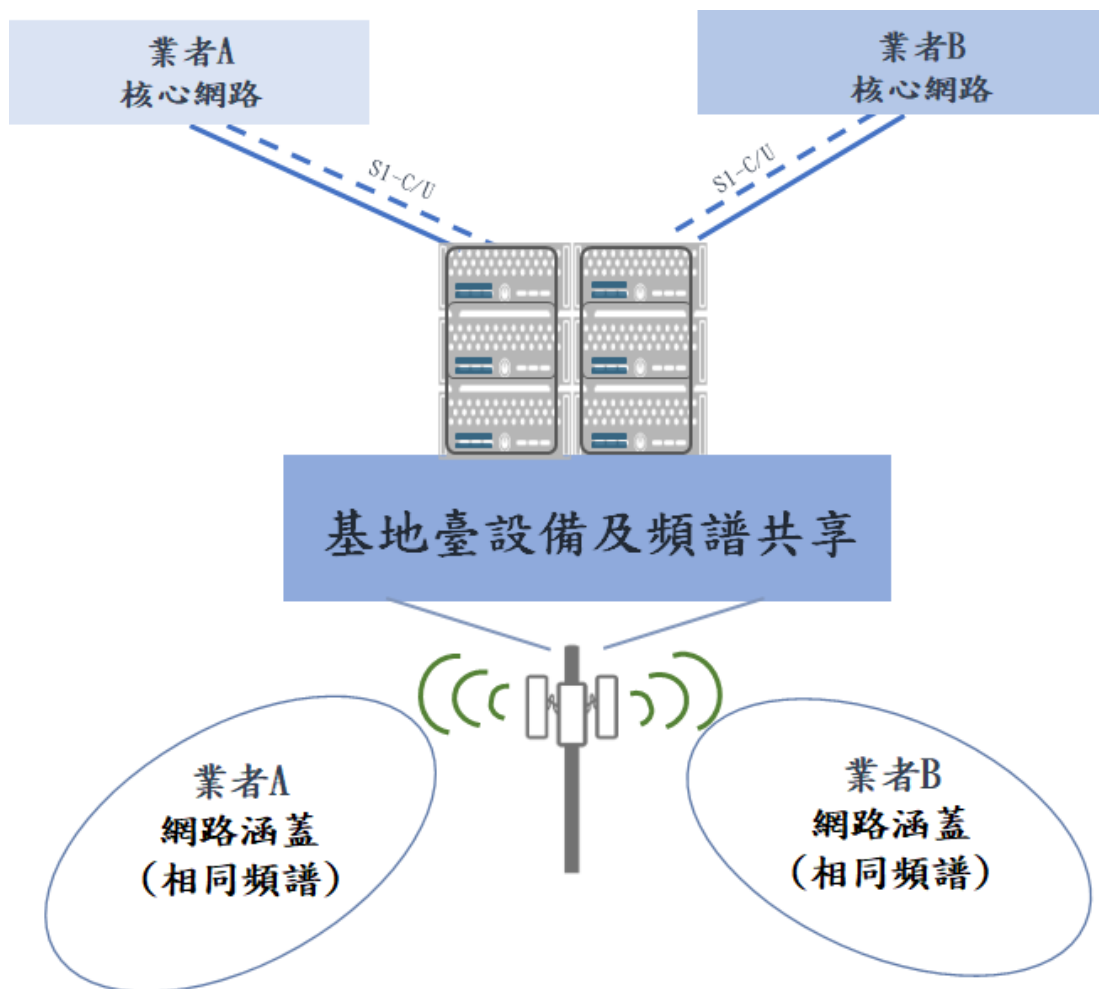 業者A
核心網路
業者B
核心網路
S1-C/U
S1-C/U
基地臺設備及頻譜共享
業者A
網路涵蓋
(相同頻譜)
業者B
網路涵蓋
(相同頻譜)